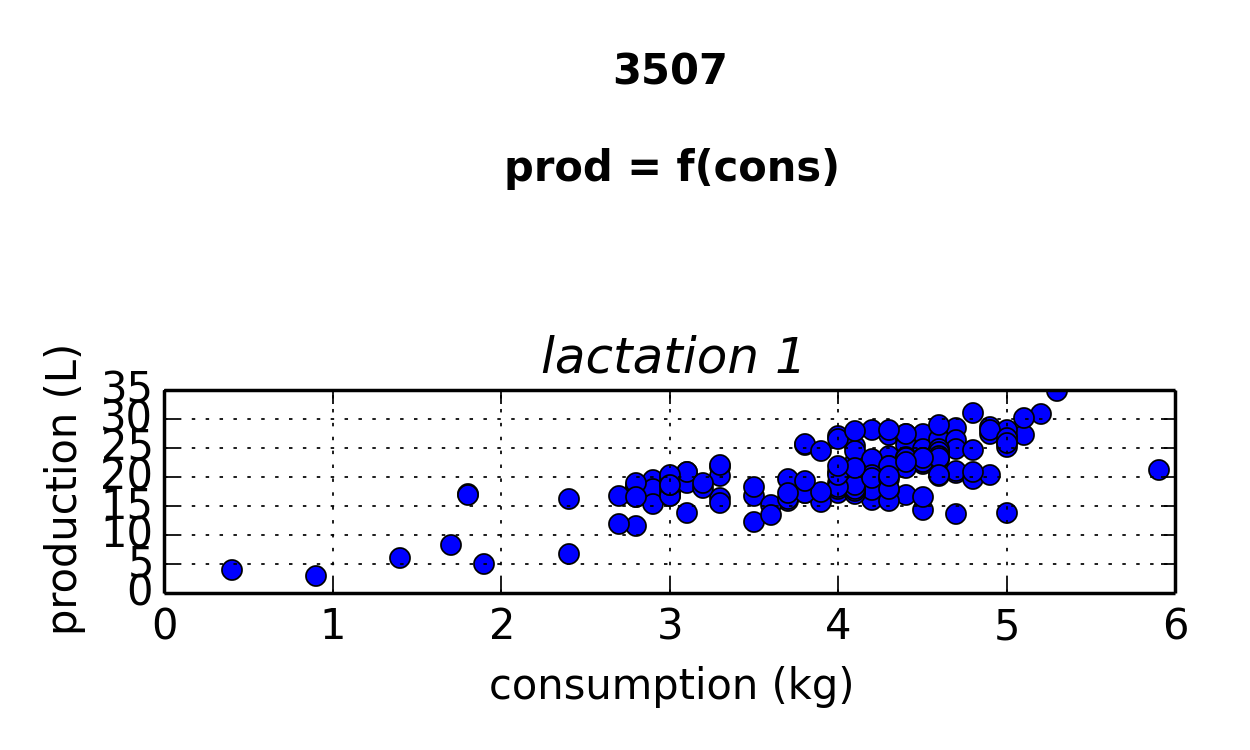 3507
prod = f(cons)
lactation 1
production (L)
35
30
25
20
15
10
5
0
0 1 2 3 4 5 6
consumption (kg)